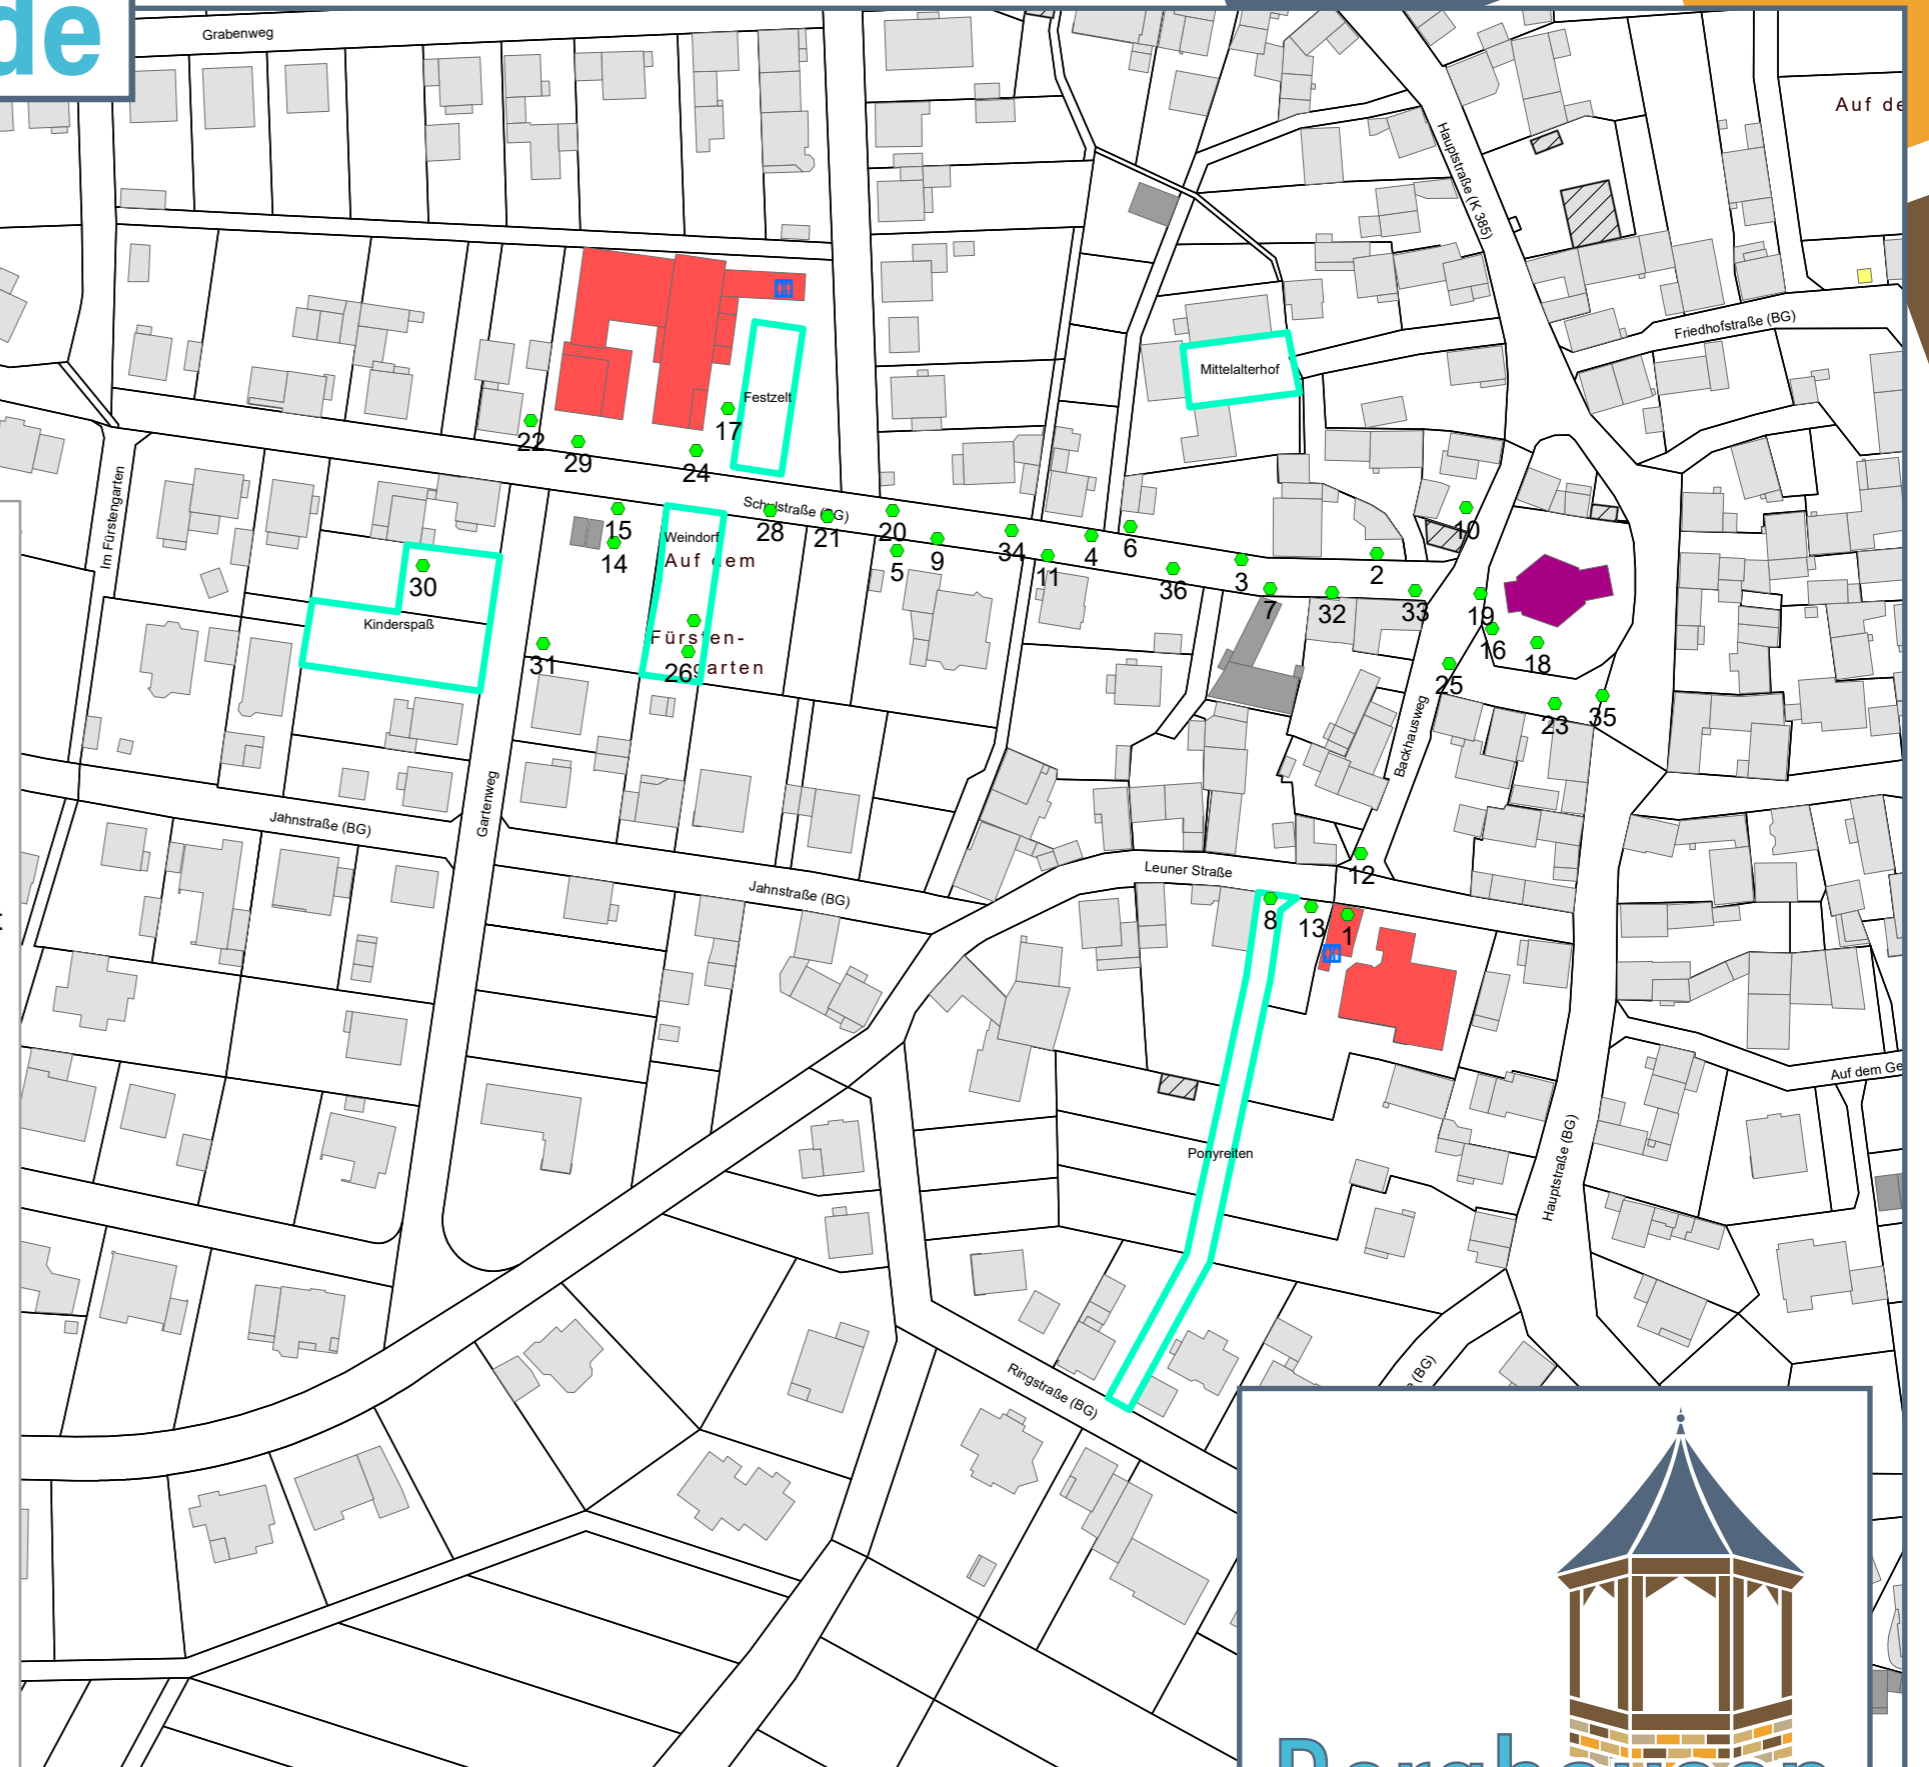 de
Grabenweg
Auf de
Hauptstraße (K 385)
Friedhofstraße (BG)
Mittelalterhof
Festzelt
17
22
29
24
Schulstraße (BG)
Im Fürstengarten
15
14
Weindorf
Auf dem
Fürsten-
garten
26
28
21
20
5
9
34
11
4
6
36
3
7
32
2
33
10
19
16
18
25
23
35
30
Kinderspaß
31
Backhausweg
Gartenweg
Jahnstraße (BG)
Jahnstraße (BG)
Leuner Straße
12
8
13
1
Auf dem Ge
Ponyreiten
Hauptstraße (BG)
Ringstraße (BG)
(BG)